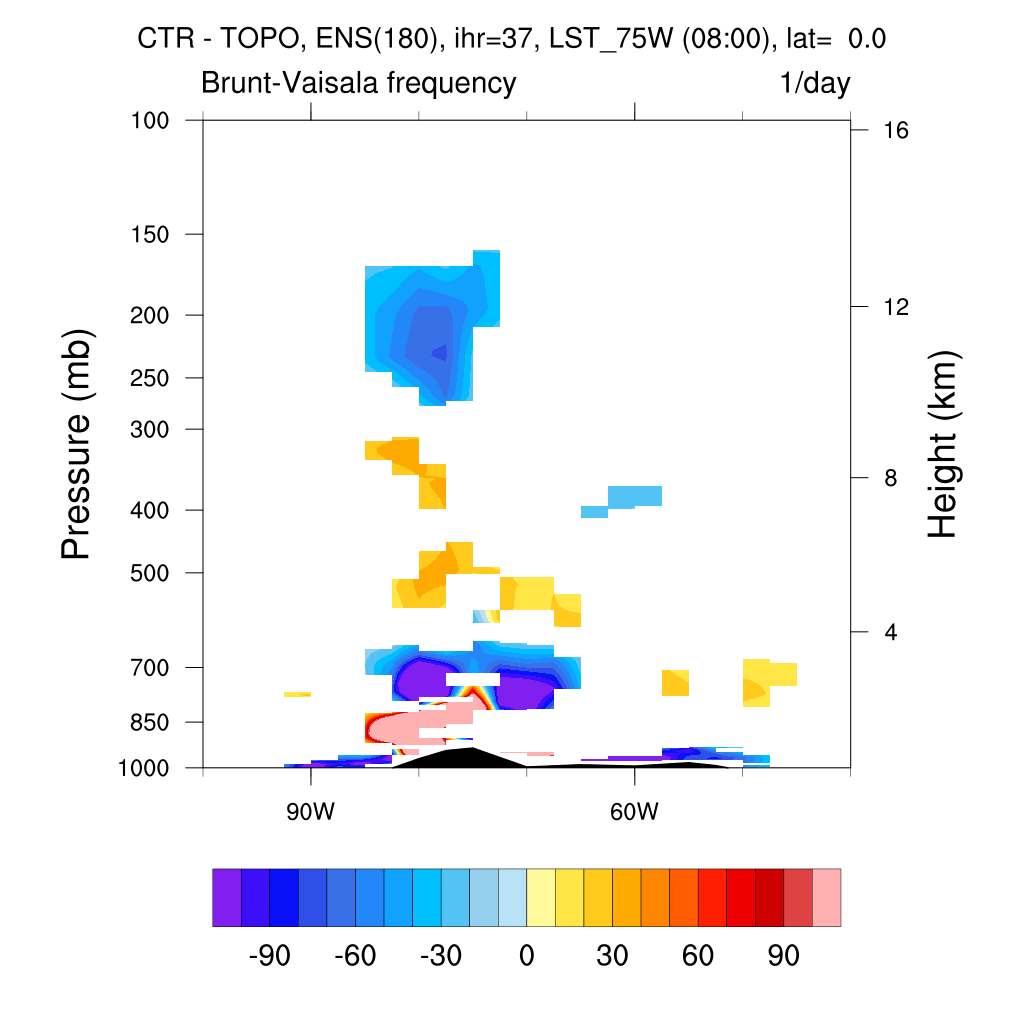 CTR - TOPO, ENS(180), ihr=37, LST_75W (08:00), lat=  0.0
Brunt-Vaisala frequency 1/day
100
150
200
250
300
400
500
700
850
1000
Pressure (mb)
16
12
8
4
Height (km)
90W 60W
-90 -60 -30 0 30 60 90